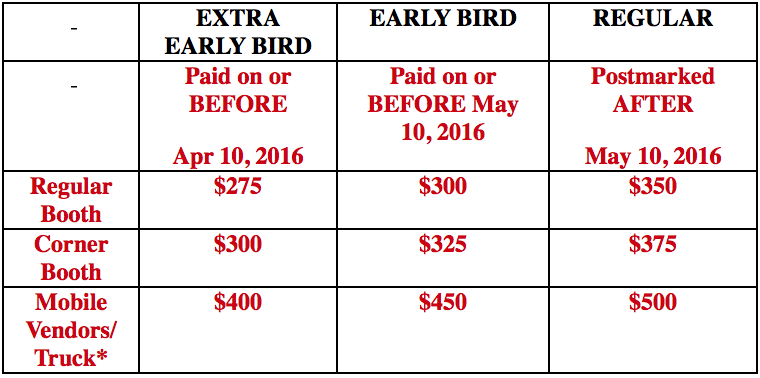 - EXTRA EARLY BIRD REGULAR
EARLY BIRD
- Paid on or Paid on or Postmarked
BEFORE BEFORE May AFTER
10, 2016
Apr 10, 2016 May 10, 2016
Regular $275 $300 $350
Booth
Corner $300 $325 $375
Booth
Mobile $400 $450 $500
Vendors/
Truck*